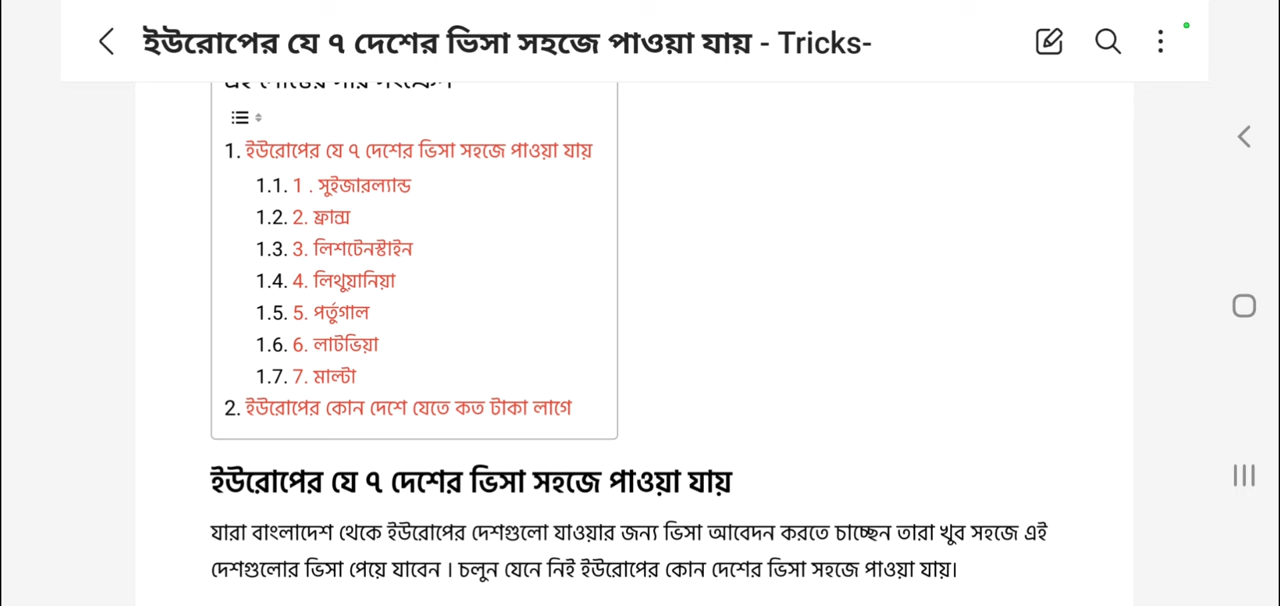 ইউরোপের যে ৭ দেশের ভিসা সহজে পাওয়া যায় - Tricks-
1. ইউরোপের যে ৭ দেশের ভিসা সহজে পাওয়া যায়
1.1. 1 . সুইজারল্যান্ড
1.2. 2. ফ্রান্স
1.3. 3. লিশটেনস্টাইন
1.4. 4. লিথুয়ানিয়া
1.5. 5. পর্তুগাল
1.6. 6. লাটভিয়া
1.7. 7. মাল্টা
2. ইউরোপের কোন দেশে যেতে কত টাকা লাগে
ইউরোপের যে ৭ দেশের ভিসা সহজে পাওয়া যায়
যারা বাংলাদেশ থেকে ইউরোপের দেশগুলো যাওয়ার জন্য ভিসা আবেদন করতে চাচ্ছেন তারা খুব সহজে এই
দেশগুলোর ভিসা পেয়ে যাবেন । চলুন যেনে নিই ইউরোপের কোন দেশের ভিসা সহজে পাওয়া যায়।